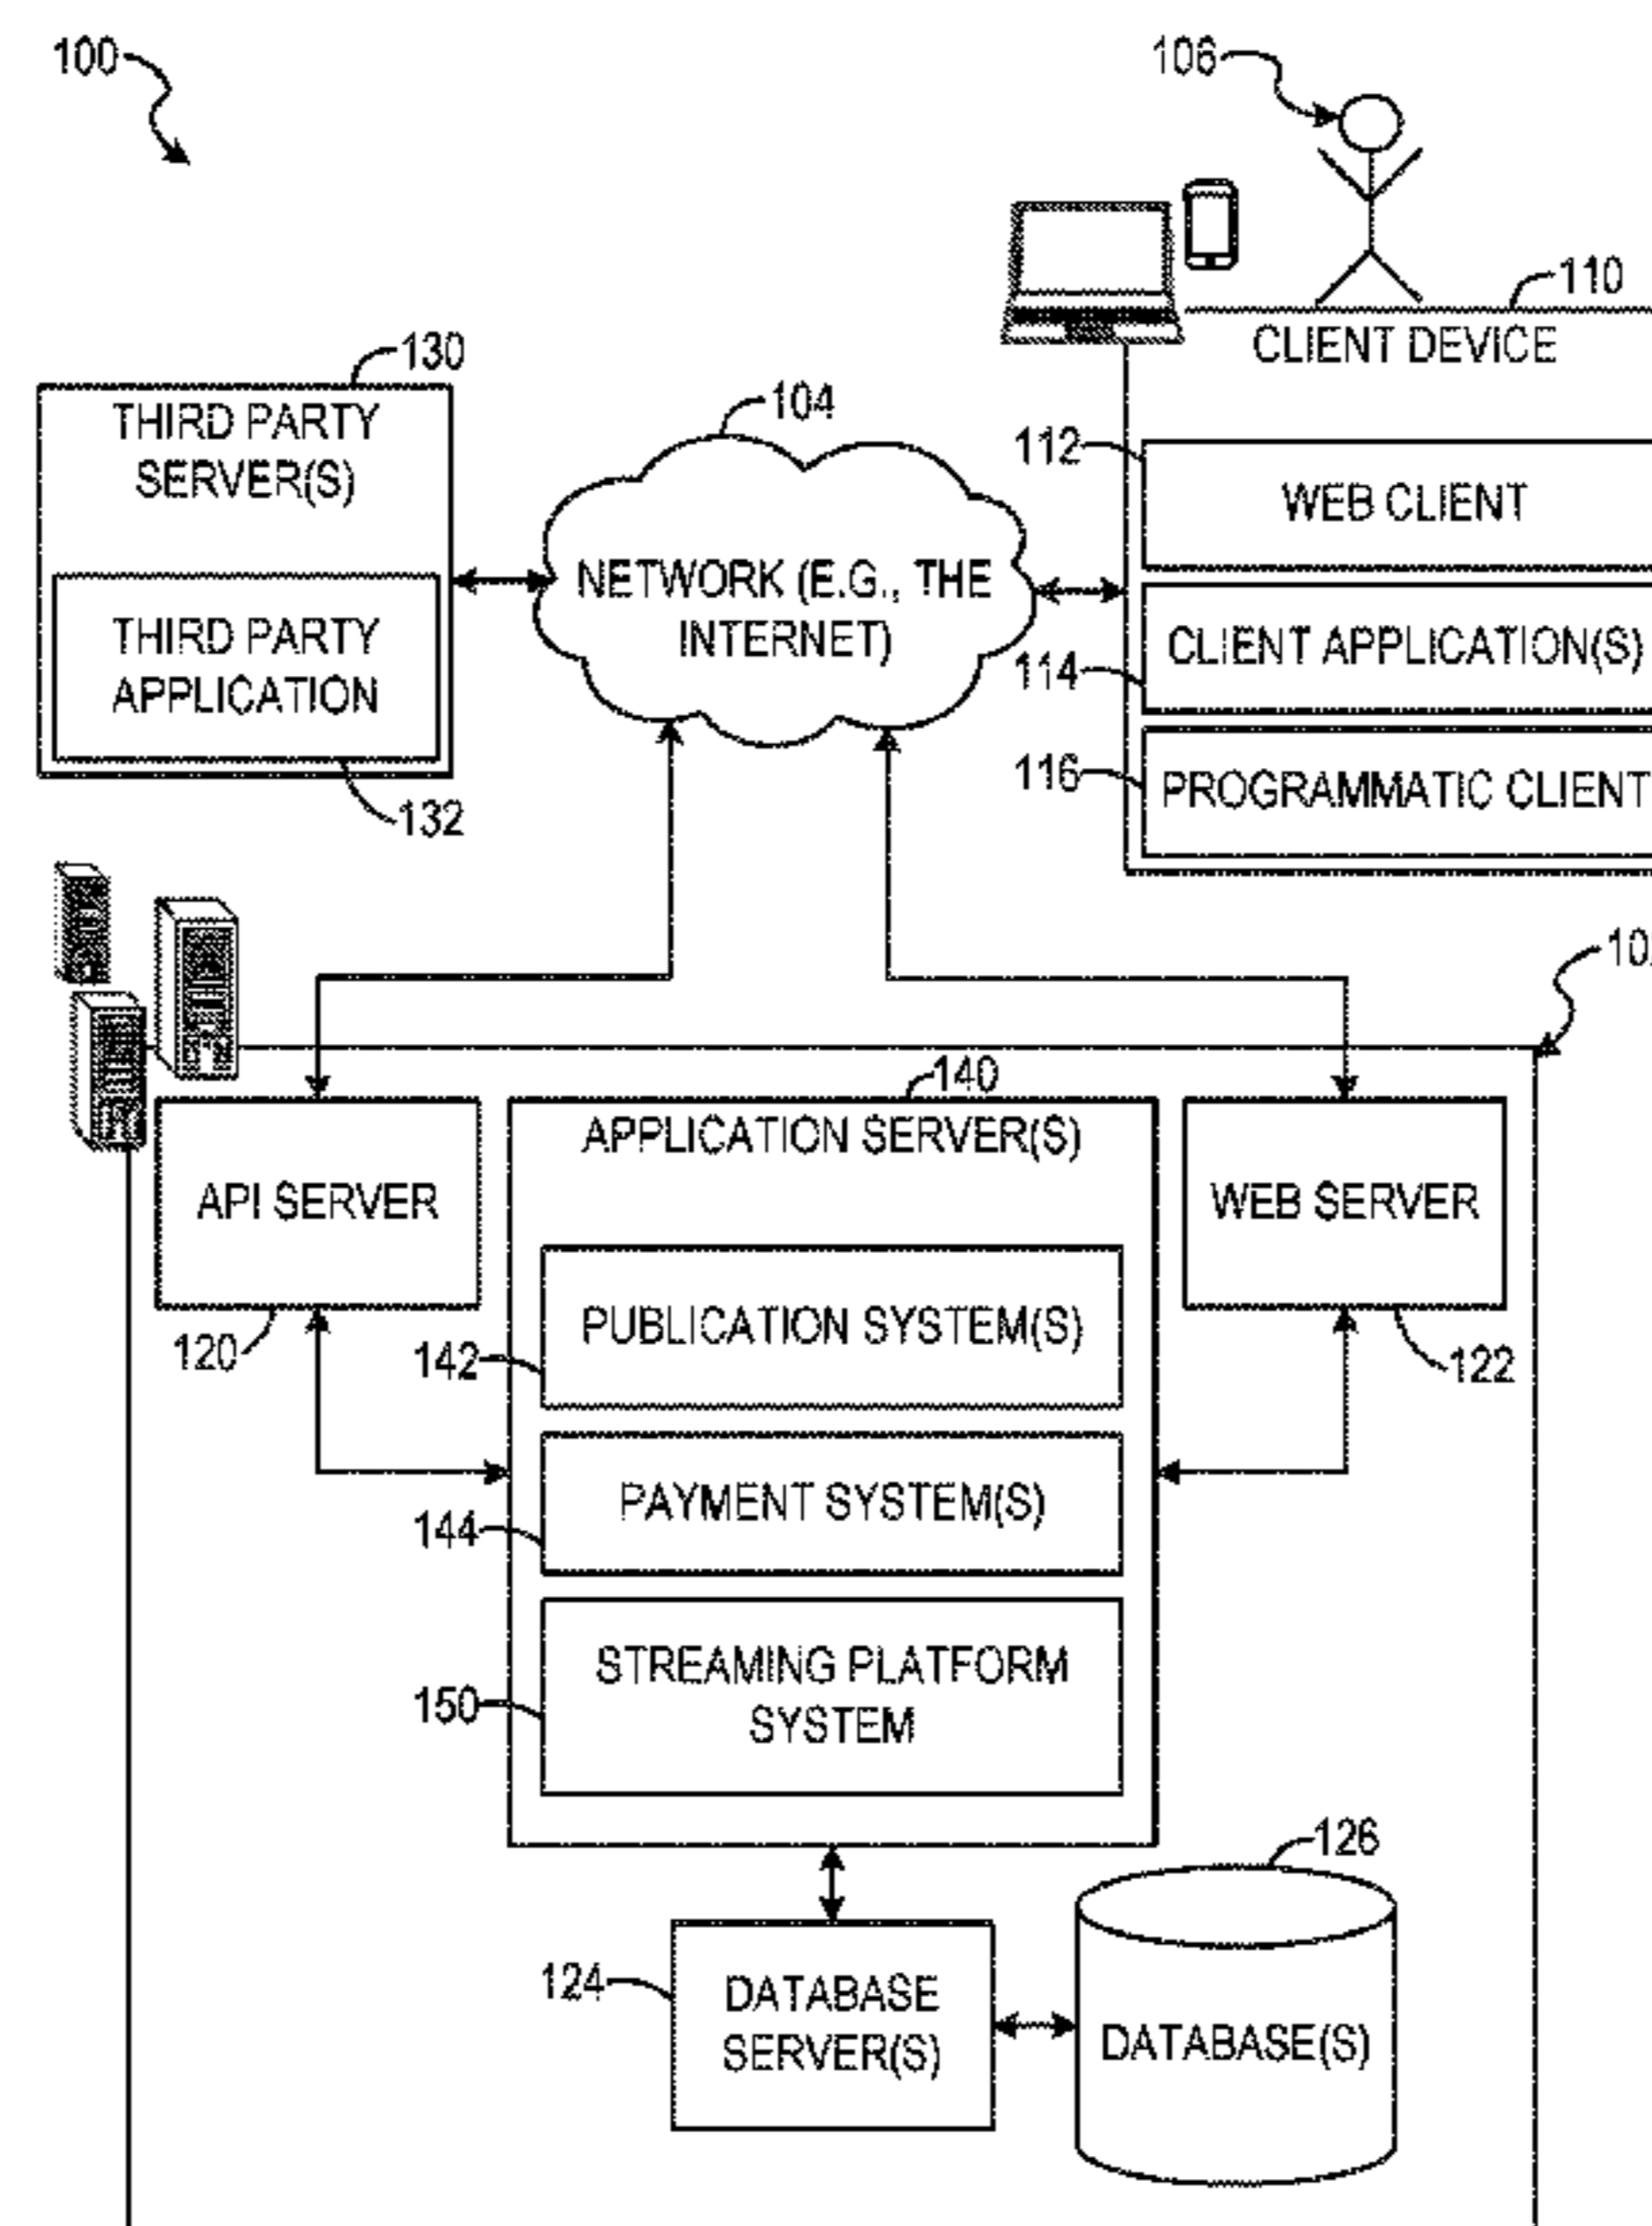 100
106
110
CLIENT DEVICE
130
THIRD PARTY
SERVER(S)
104
112
WEB CLIENT
NETWORK (E.G., THE
INTERNET)
THIRD PARTY
APPLICATION
114
CLIENT APPLICATION(S)
116
PROGRAMMATIC CLIENT
132
140
APPLICATION SERVER(S)
API SERVER
WEB SERVER
120
142
PUBLICATION SYSTEM(S)
122
144
PAYMENT SYSTEM(S)
150
STREAMING PLATFORM
SYSTEM
126
124
DATABASE
SERVER(S)
DATABASE(S)